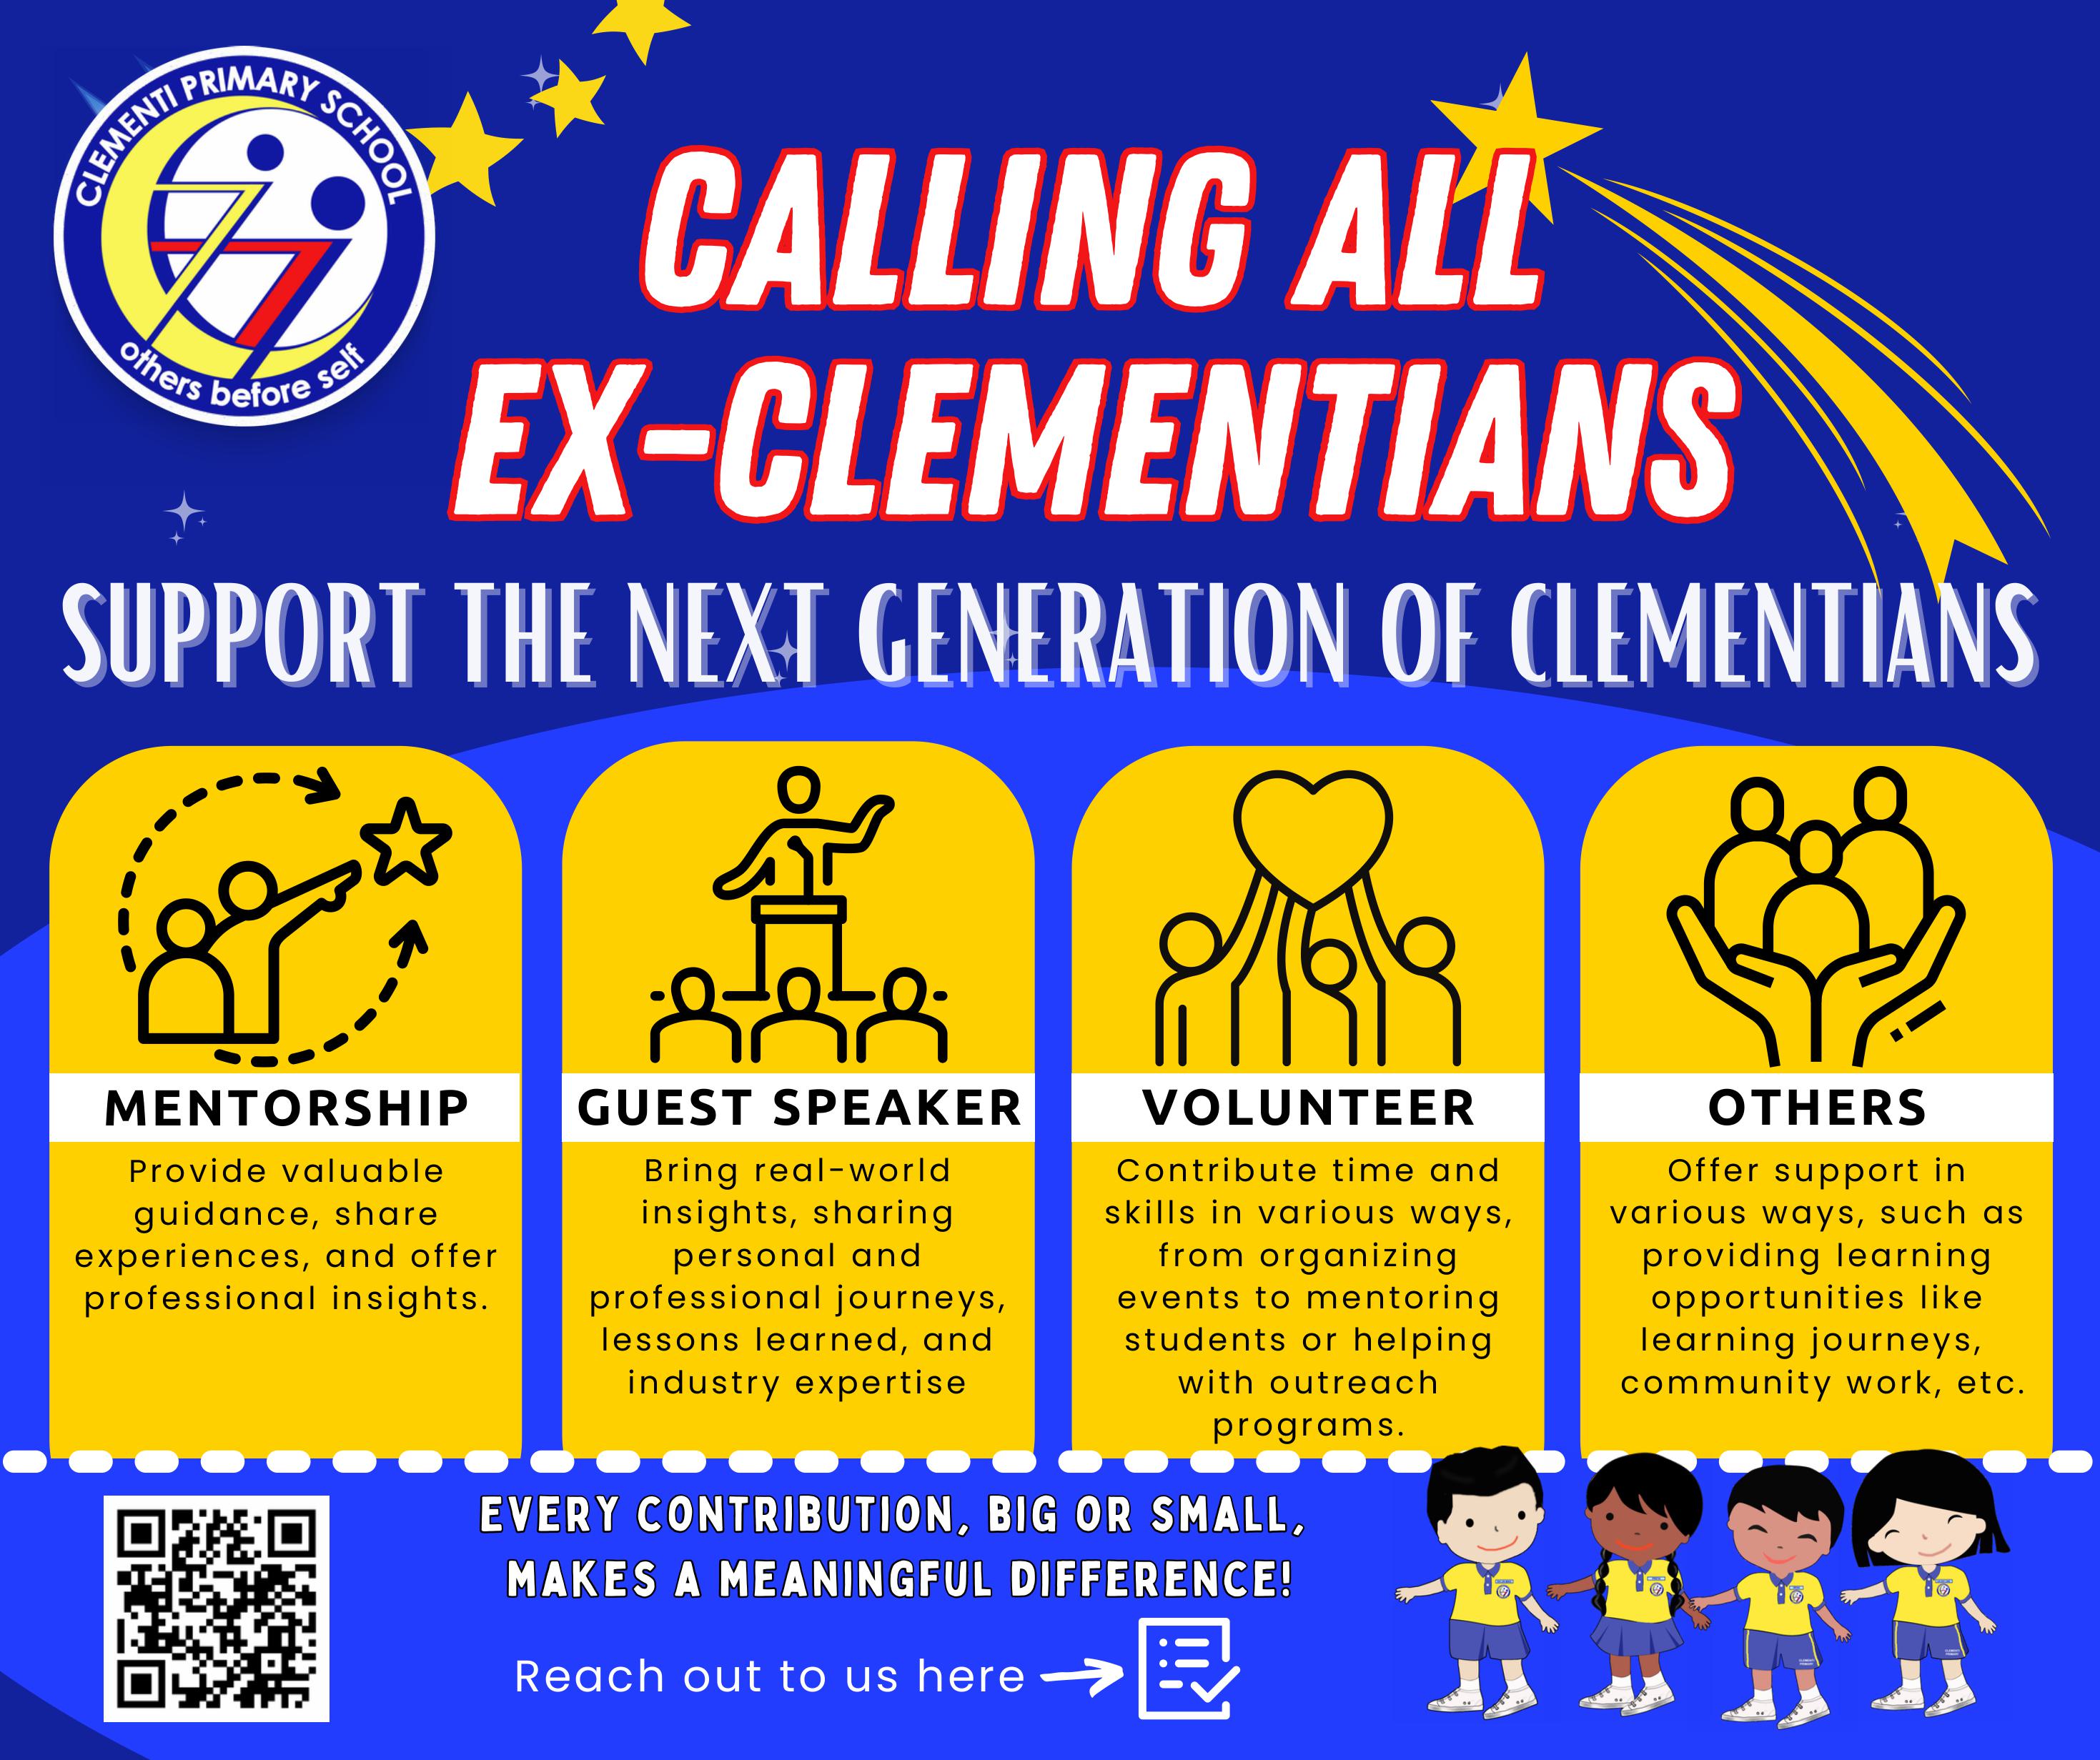 CLEMENTI PRIMARY SCHOOL
others before self
CALLING ALL
EX-CLEMENTIANS
SUPPORT THE NEXT GENERATION OF CLEMENTIANS
MENTORSHIP
Provide valuable
guidance, share
experiences, and offer
professional insights.
GUEST SPEAKER
Bring real-world
insights, sharing
personal and
professional journeys,
lessons learned, and
industry expertise
VOLUNTEER
Contribute time and
skills in various ways,
from organizing
events to mentoring
students or helping
with outreach
programs.
OTHERS
Offer support in
various ways, such as
providing learning
opportunities like
learning journeys,
community work, etc.
EVERY CONTRIBUTION, BIG OR SMALL,
MAKES A MEANINGFUL DIFFERENCE!
Reach out to us here